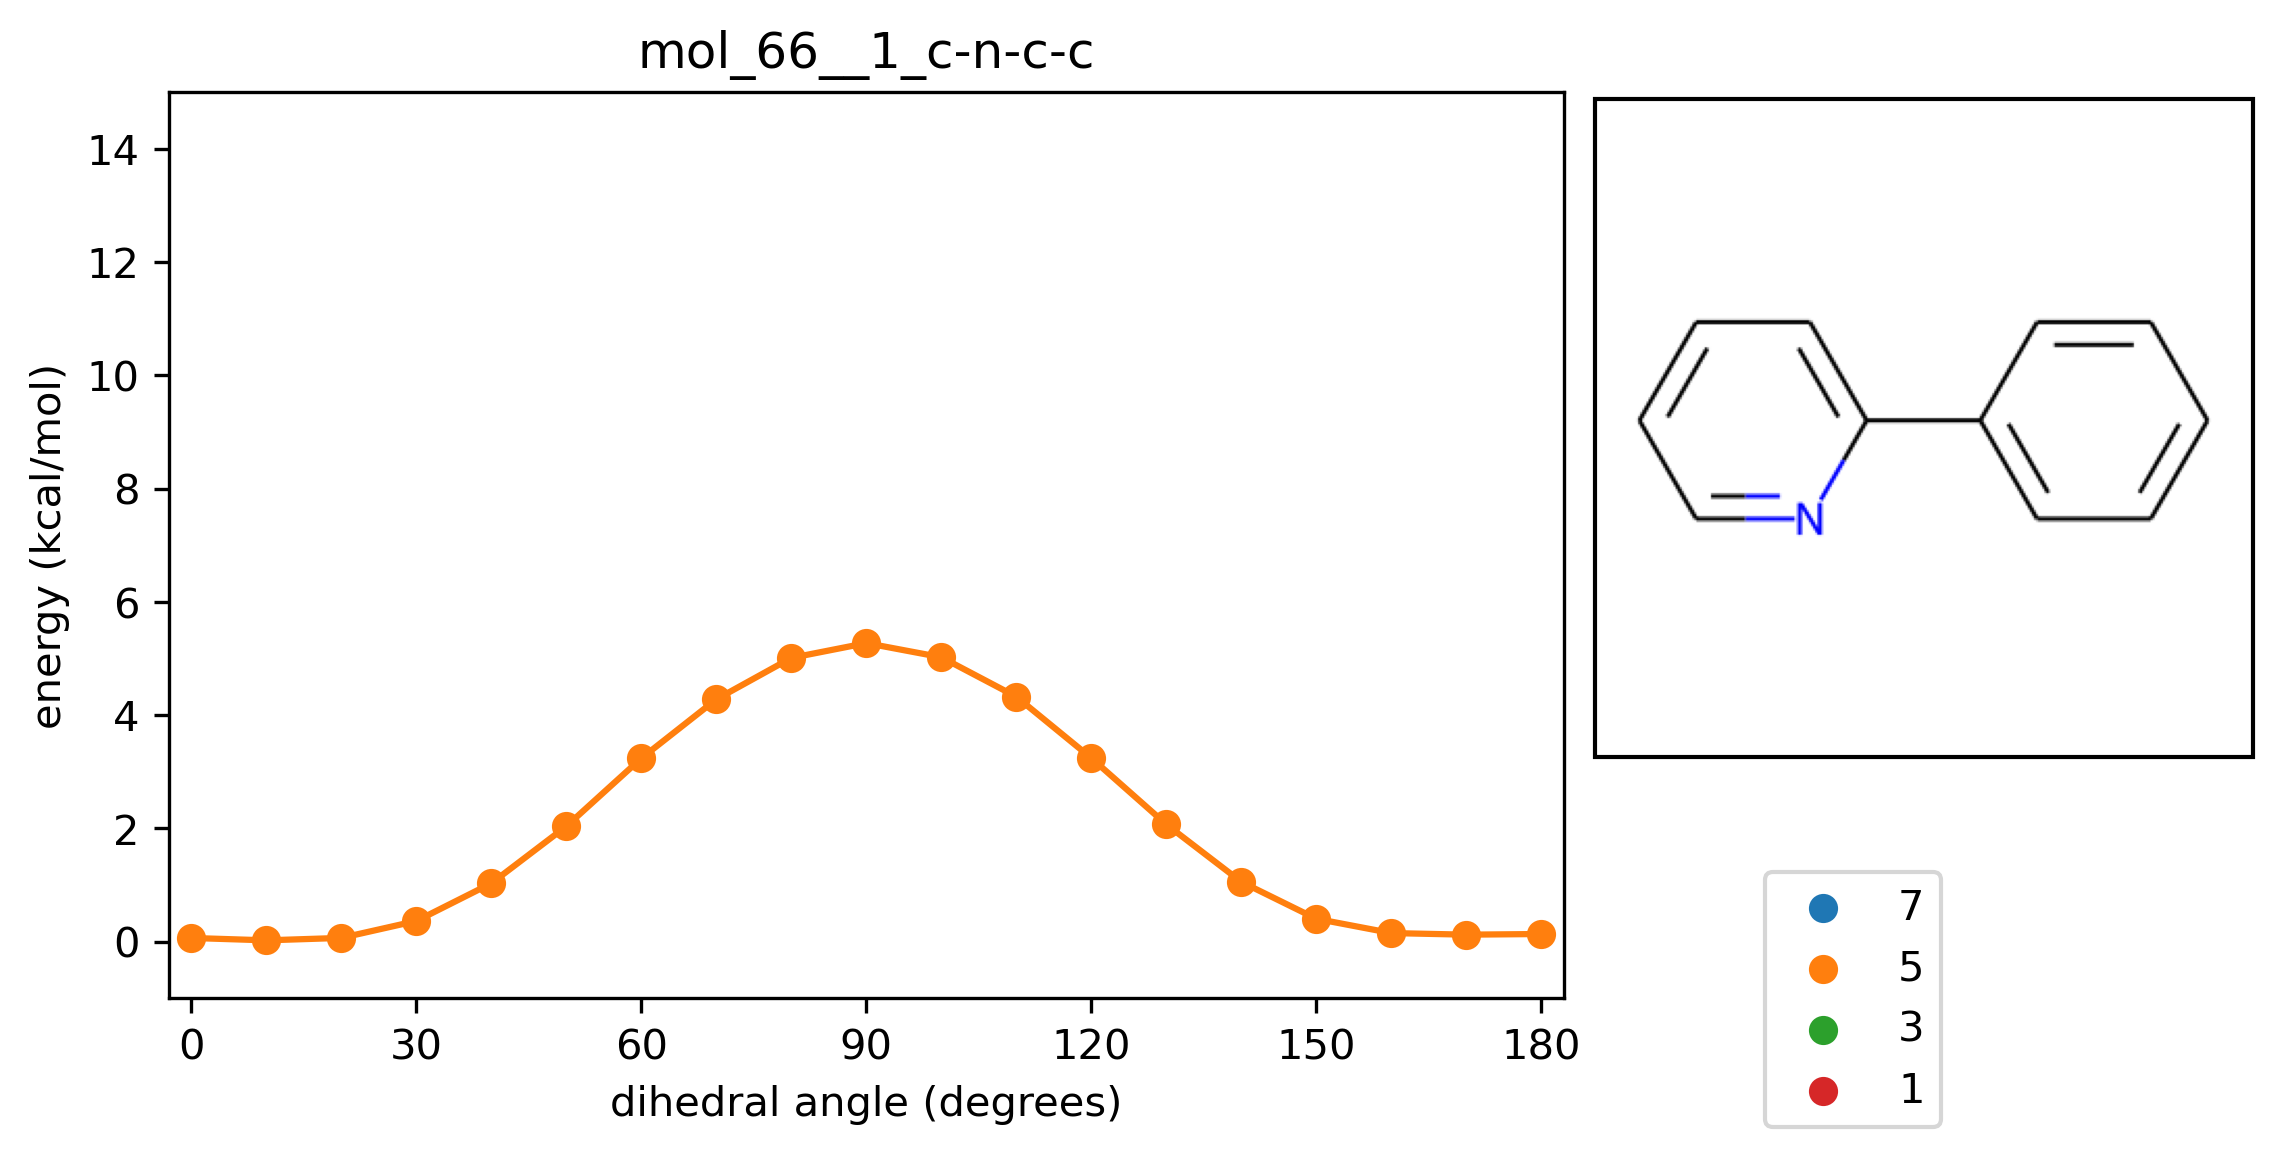 mol_66__1_c-n-c-c
14
12
10
8
6
4
2
0
energy (kcal/mol)
0 30 60 90 120 150 180
dihedral angle (degrees)
N
7
5
3
1